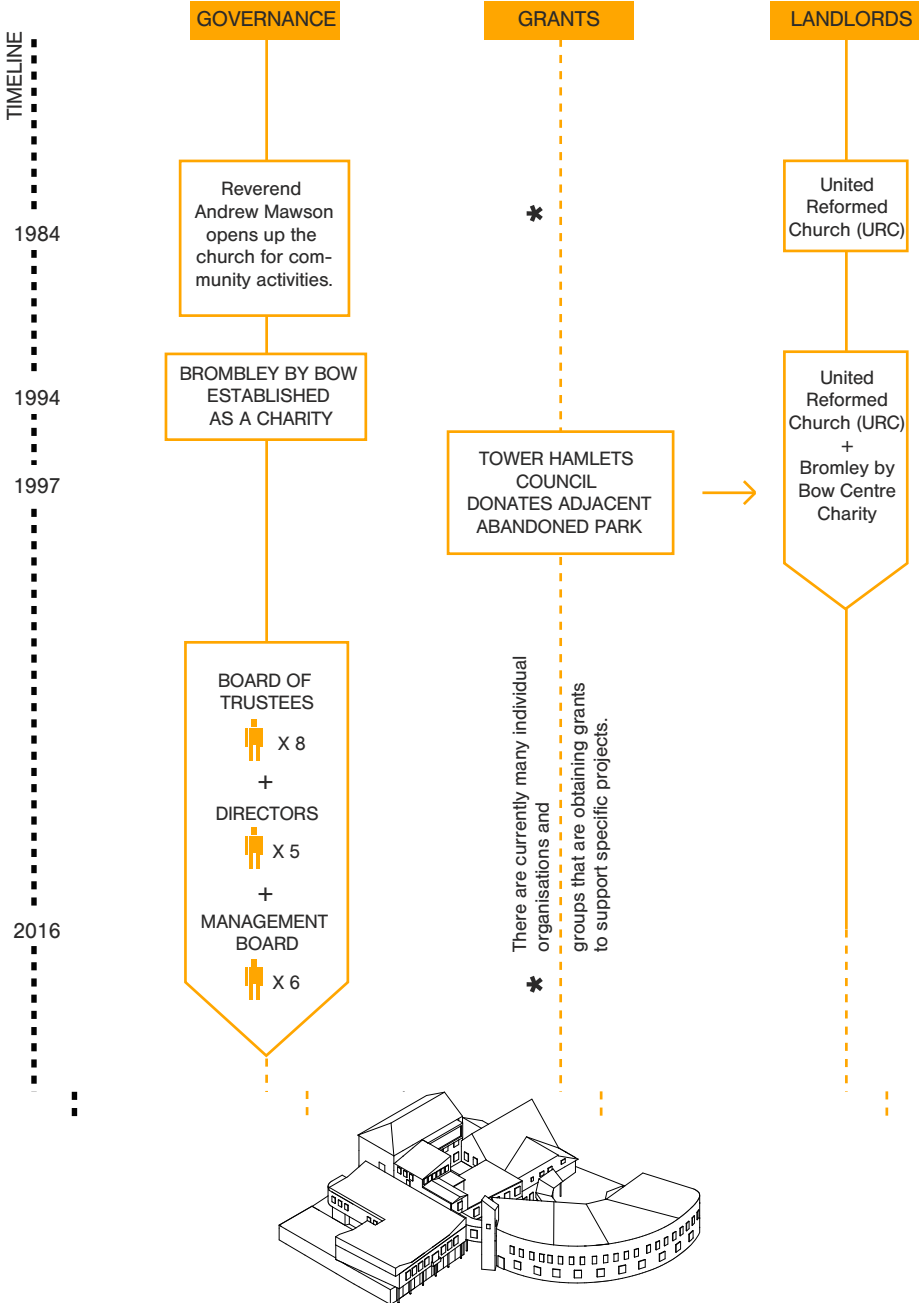 GOVERNANCE
GRANTS
LANDLORDS
TIMELINE
1984
1994
1997
2016
Reverend
Andrew Mawson
opens up the
church for com-
munity activities.
BROMBLEY BY BOW
ESTABLISHED
AS A CHARITY
BOARD OF
TRUSTEES
X 8
+
DIRECTORS
X 5
+
MANAGEMENT
BOARD
X 6
*
TOWER HAMLETS
COUNCIL
DONATES ADJACENT
ABANDONED PARK
* There are currently many individual
organisations and
groups that are obtaining grants
to support specific projects.
United
Reformed
Church (URC)
United
Reformed
Church (URC)
+
Bromley by
Bow Centre
Charity